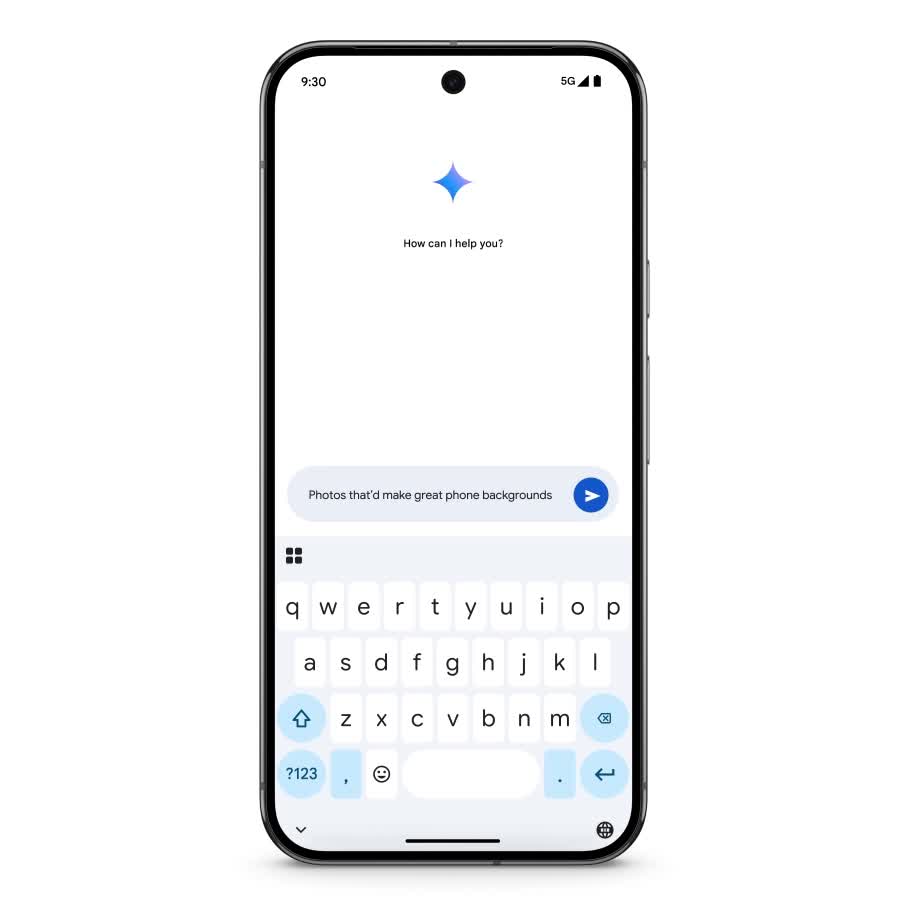 9:30 5G
How can I help you?
Photos that'd make great phone backgrounds
q w e r t y u i o p
a s d f g h j k l
z x c v b n m
?123 , .